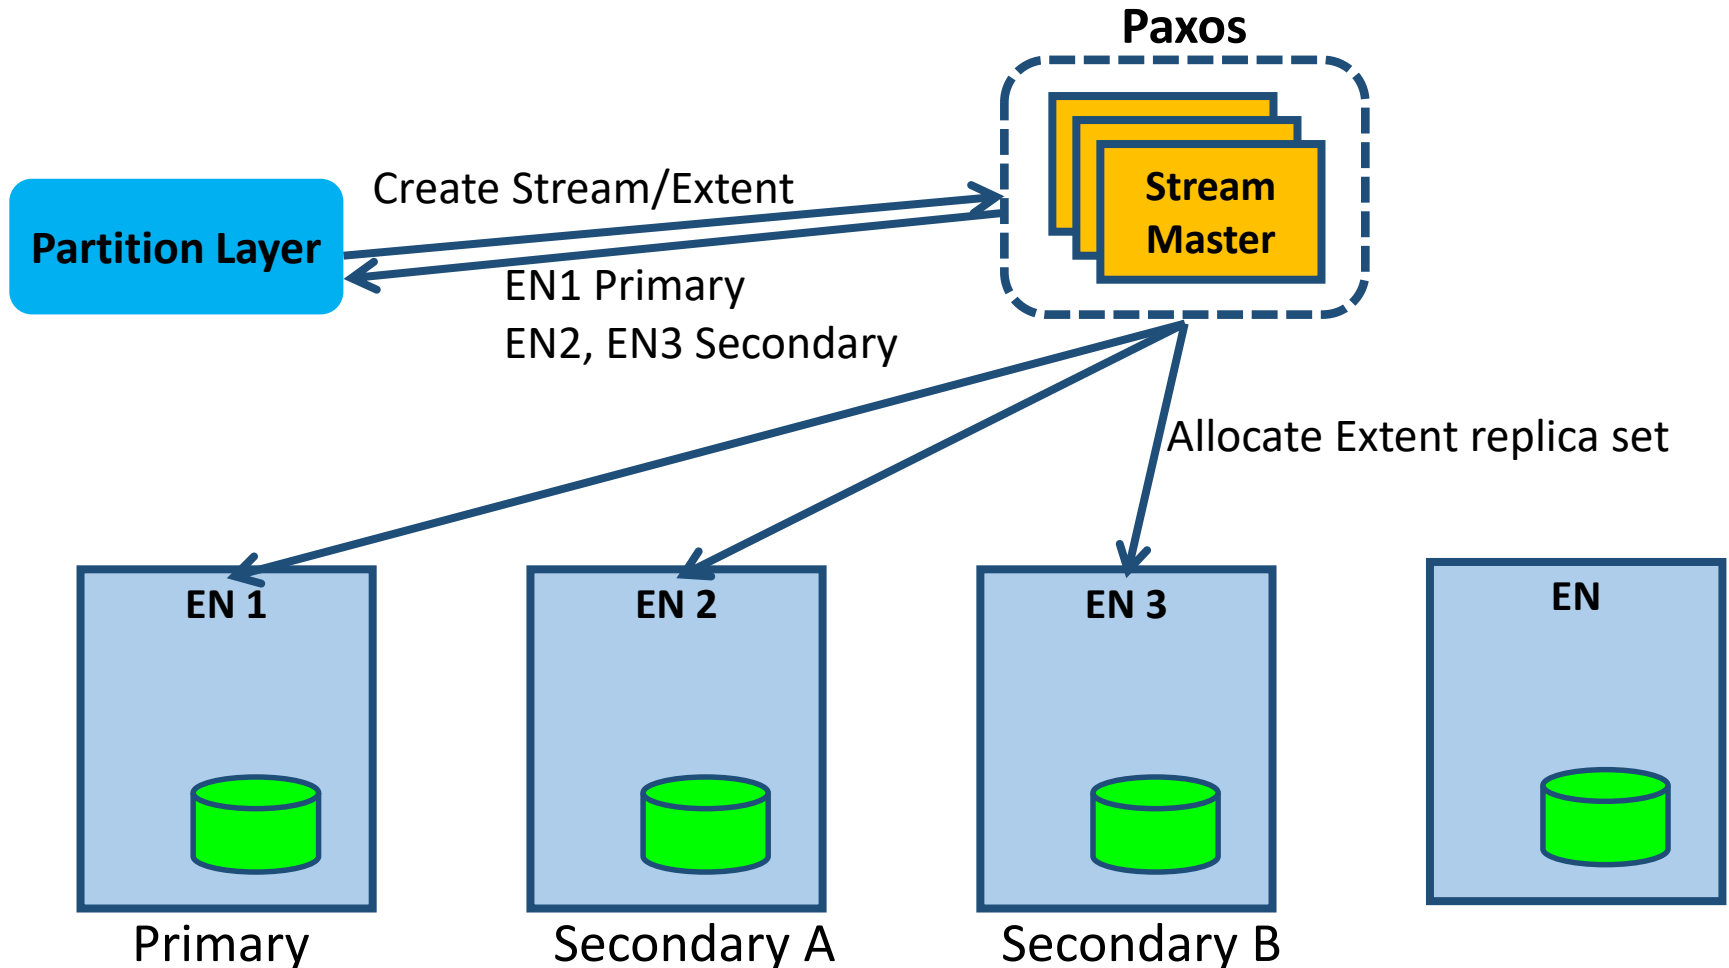 Paxos
Create Stream/Extent
Stream
Master
Partition Layer
EN1 Primary
EN2, EN3 Secondary
Allocate Extent replica set
EN 1
EN 2
EN 3
EN
Primary
Secondary A
Secondary B